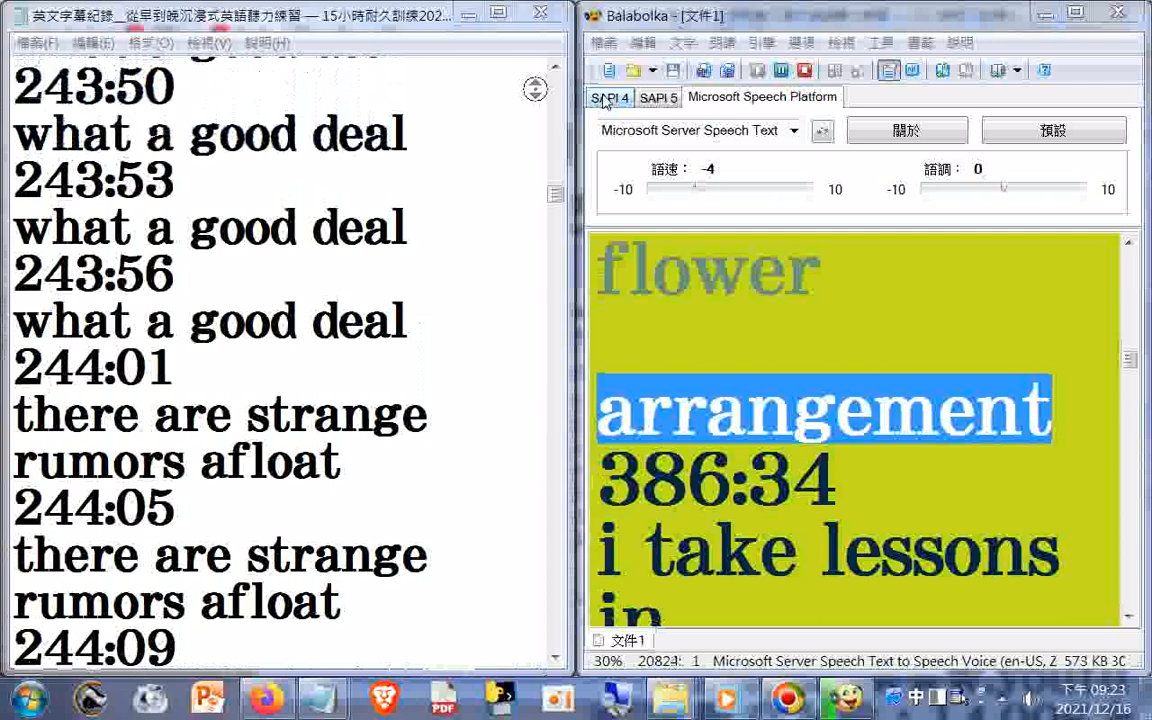 英文字幕紀錄__從早到晚沉浸式英語聽力練習 — 15小時耐久訓練202...
檔案(F) 編輯(E) 格式(O) 檢視(V) 說明(H)
243:50
what a good deal
243:53
what a good deal
243:56
what a good deal
244:01
there are strange
rumors afloat
244:05
there are strange
rumors afloat
244:09
Balabolka - [文件1]
檔案 編輯 文字 朗讀 引擎 選項 檢視 工具 書籤 說明
SAPI 4 SAPI 5 Microsoft Speech Platform
Microsoft Server Speech Text 關於 預設
語速： -4 語調： 0
-10 10 -10 10
flower
arrangement
386:34
i take lessons
in
文件1
30% 20824: 1 Microsoft Server Speech Text to Speech Voice (en-US, Z 573 KB
PDF 中 下午 09:23
2021/12/16